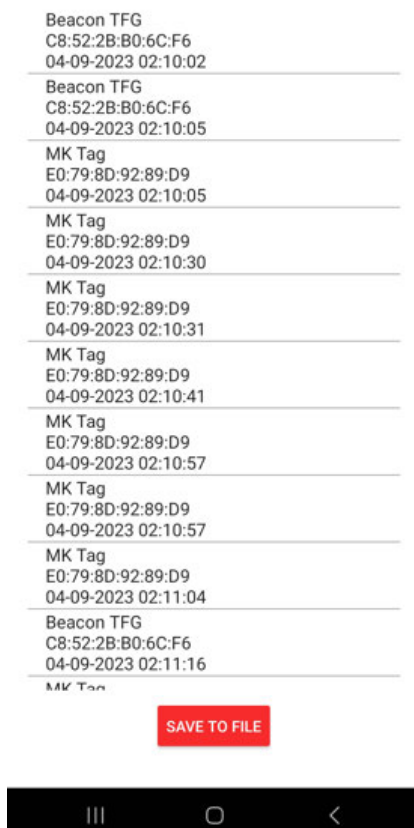 Beacon TFG
C8:52:2B:B0:6C:F6
04-09-2023 02:10:02
Beacon TFG
C8:52:2B:B0:6C:F6
04-09-2023 02:10:05
MK Tag
E0:79:8D:92:89:D9
04-09-2023 02:10:05
MK Tag
E0:79:8D:92:89:D9
04-09-2023 02:10:30
MK Tag
E0:79:8D:92:89:D9
04-09-2023 02:10:31
MK Tag
E0:79:8D:92:89:D9
04-09-2023 02:10:41
MK Tag
E0:79:8D:92:89:D9
04-09-2023 02:10:57
MK Tag
E0:79:8D:92:89:D9
04-09-2023 02:10:57
MK Tag
E0:79:8D:92:89:D9
04-09-2023 02:11:04
Beacon TFG
C8:52:2B:B0:6C:F6
04-09-2023 02:11:16
MK Tag
SAVE TO FILE